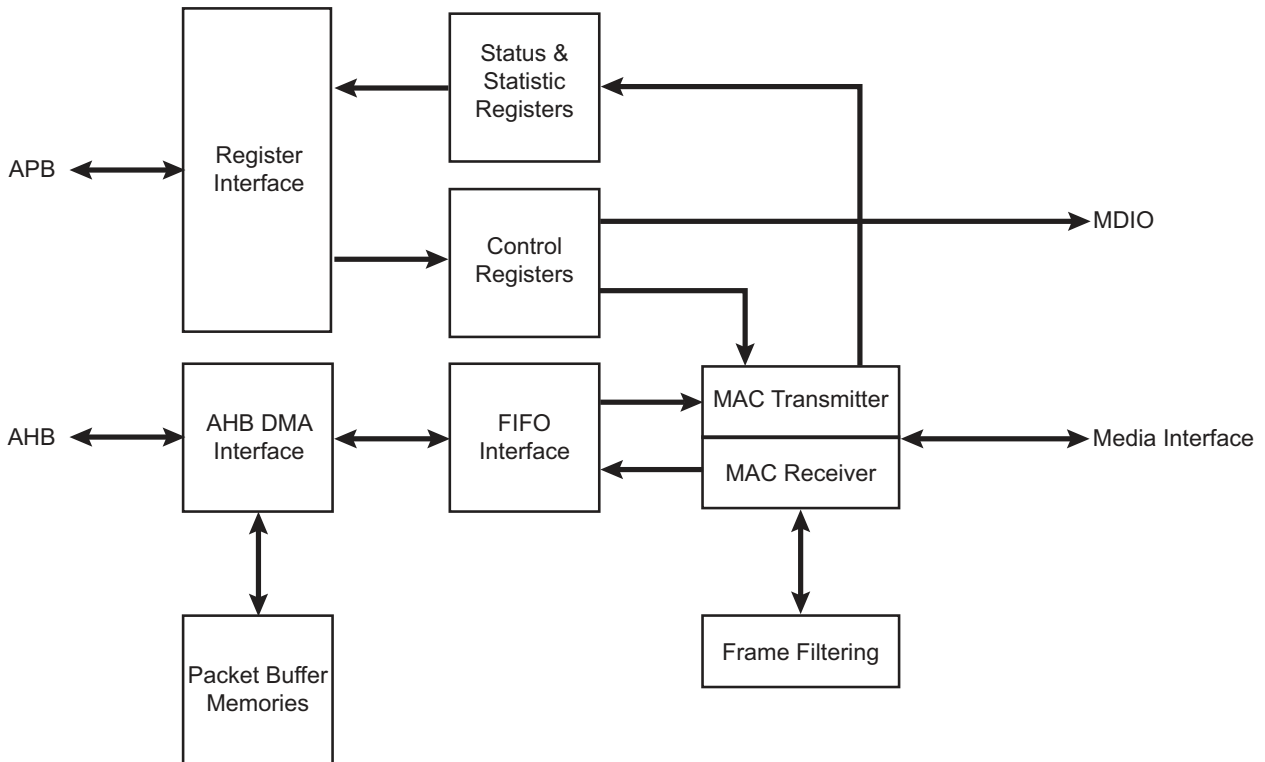 Status &
Statistic
Registers
APB
Register
Interface
MDIO
Control
Registers
MAC Transmitter
AHB
AHB DMA
Interface
FIFO
Interface
Media Interface
MAC Receiver
Frame Filtering
Packet Buffer
Memories